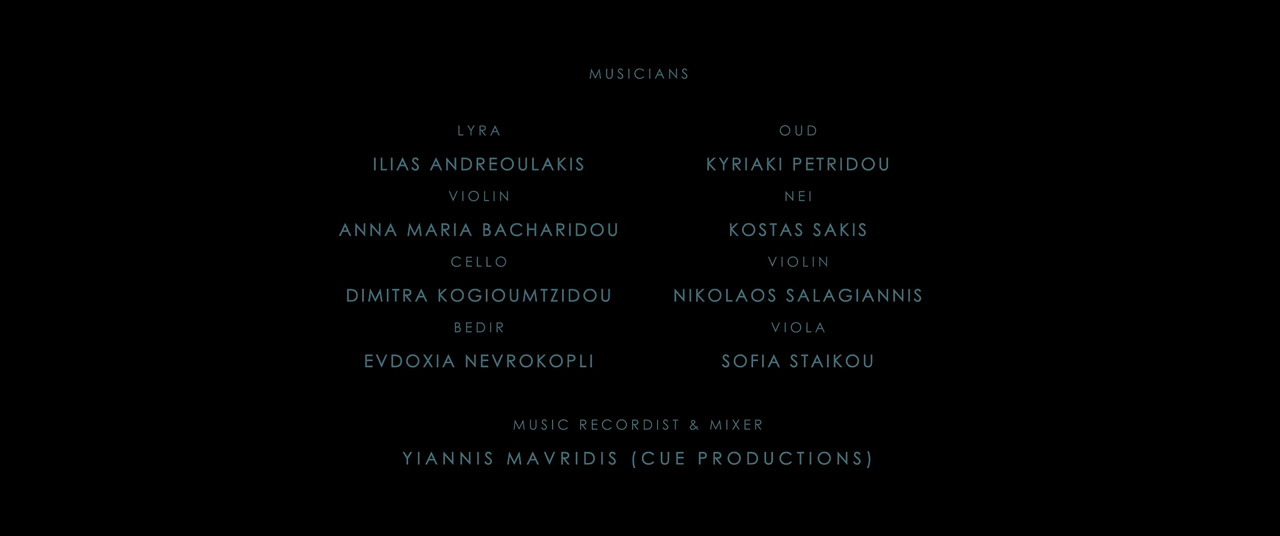 MUSICIANS
LYRA
ILIAS ANDREOULAKIS
VIOLIN
ANNA MARIA BACHARIDOU
CELLO
DIMITRA KOGIOUMTZIDOU
BEDIR
EVDOXIA NEVROKOPLI
OUD
KYRIAKI PETRIDOU
NEI
KOSTAS SAKIS
VIOLIN
NIKOLAOS SALAGIANNIS
VIOLA
SOFIA STAIKOU
MUSIC RECORDIST & MIXER
YIANNIS MAVRIDIS (CUE PRODUCTIONS)